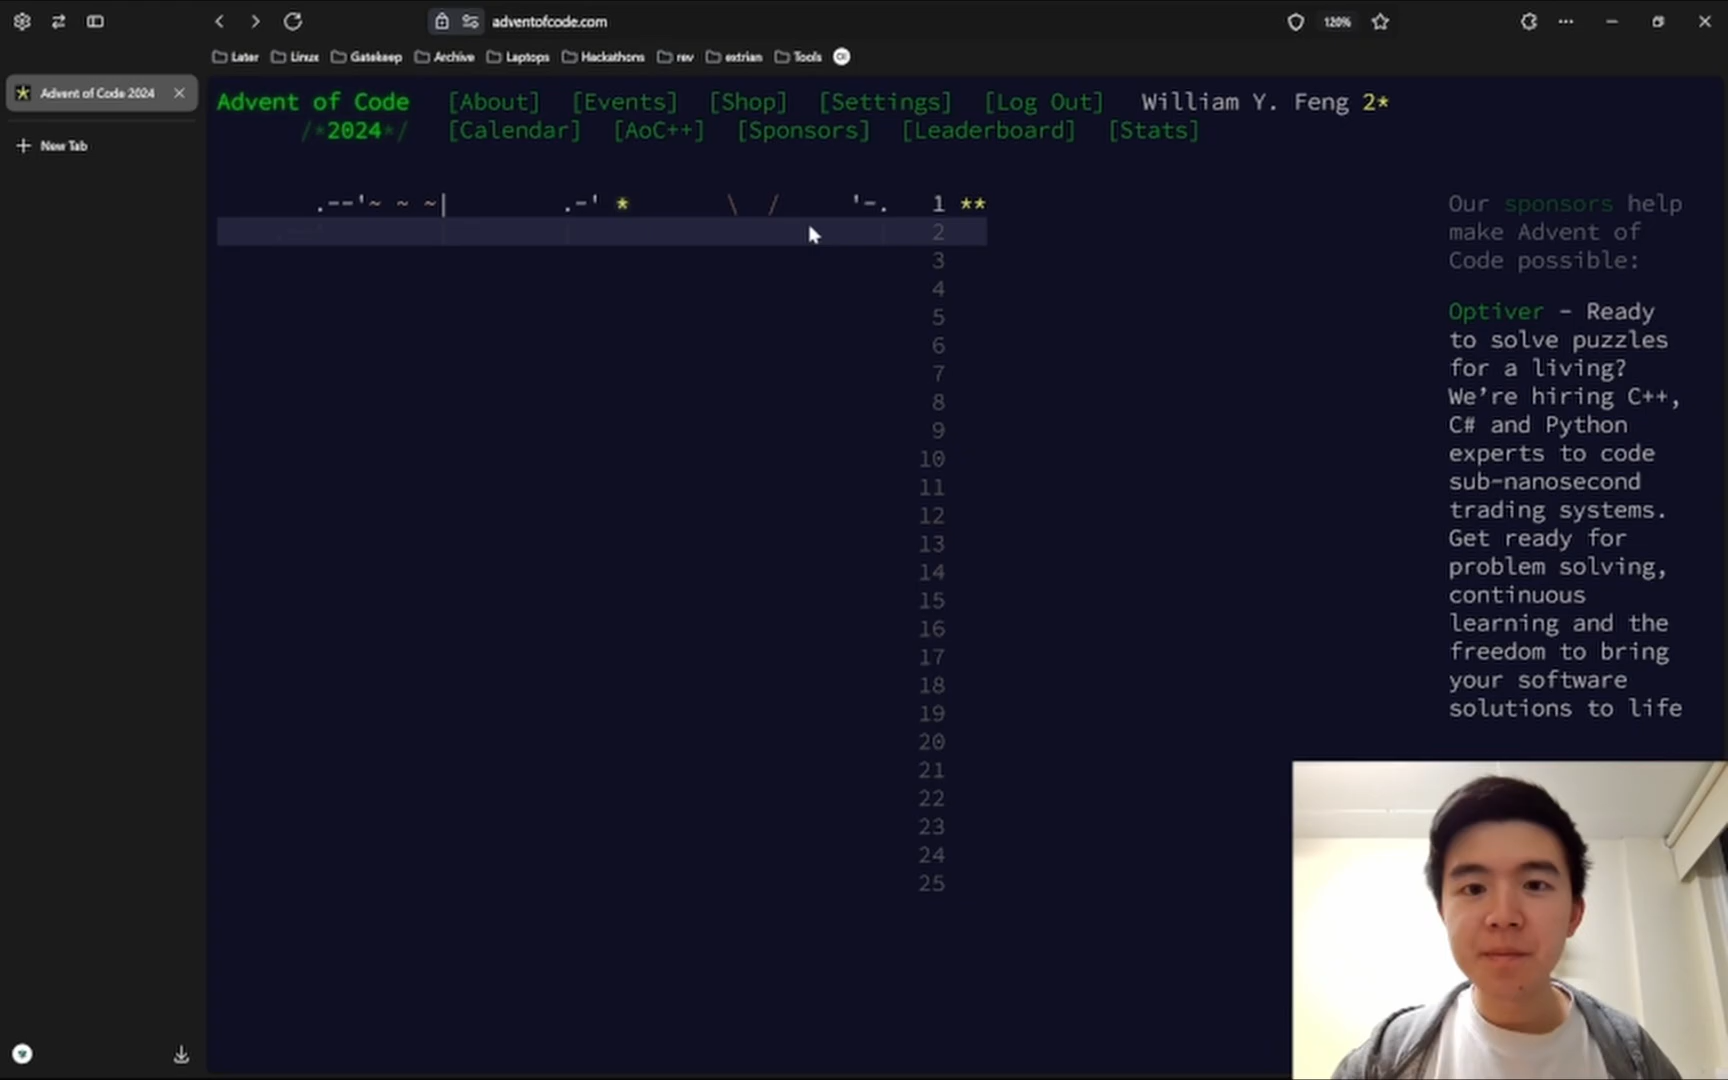 adventofcode.com
120%
Later Linux Gatekeep Archive Laptops Hackathons rev extrian Tools
Advent of Code 2024
New Tab
Advent of Code [About] [Events] [Shop] [Settings] [Log Out] William Y. Feng 2*
/*2024*/ [Calendar] [AoC++] [Sponsors] [Leaderboard] [Stats]
.--'~ ~ ~| .-' * \ / '-. 1 **
2
3
4
5
6
7
8
9
10
11
12
13
14
15
16
17
18
19
20
21
22
23
24
25
Our sponsors help
make Advent of
Code possible:
Optiver - Ready
to solve puzzles
for a living?
We're hiring C++,
C# and Python
experts to code
sub-nanosecond
trading systems.
Get ready for
problem solving,
continuous
learning and the
freedom to bring
your software
solutions to life